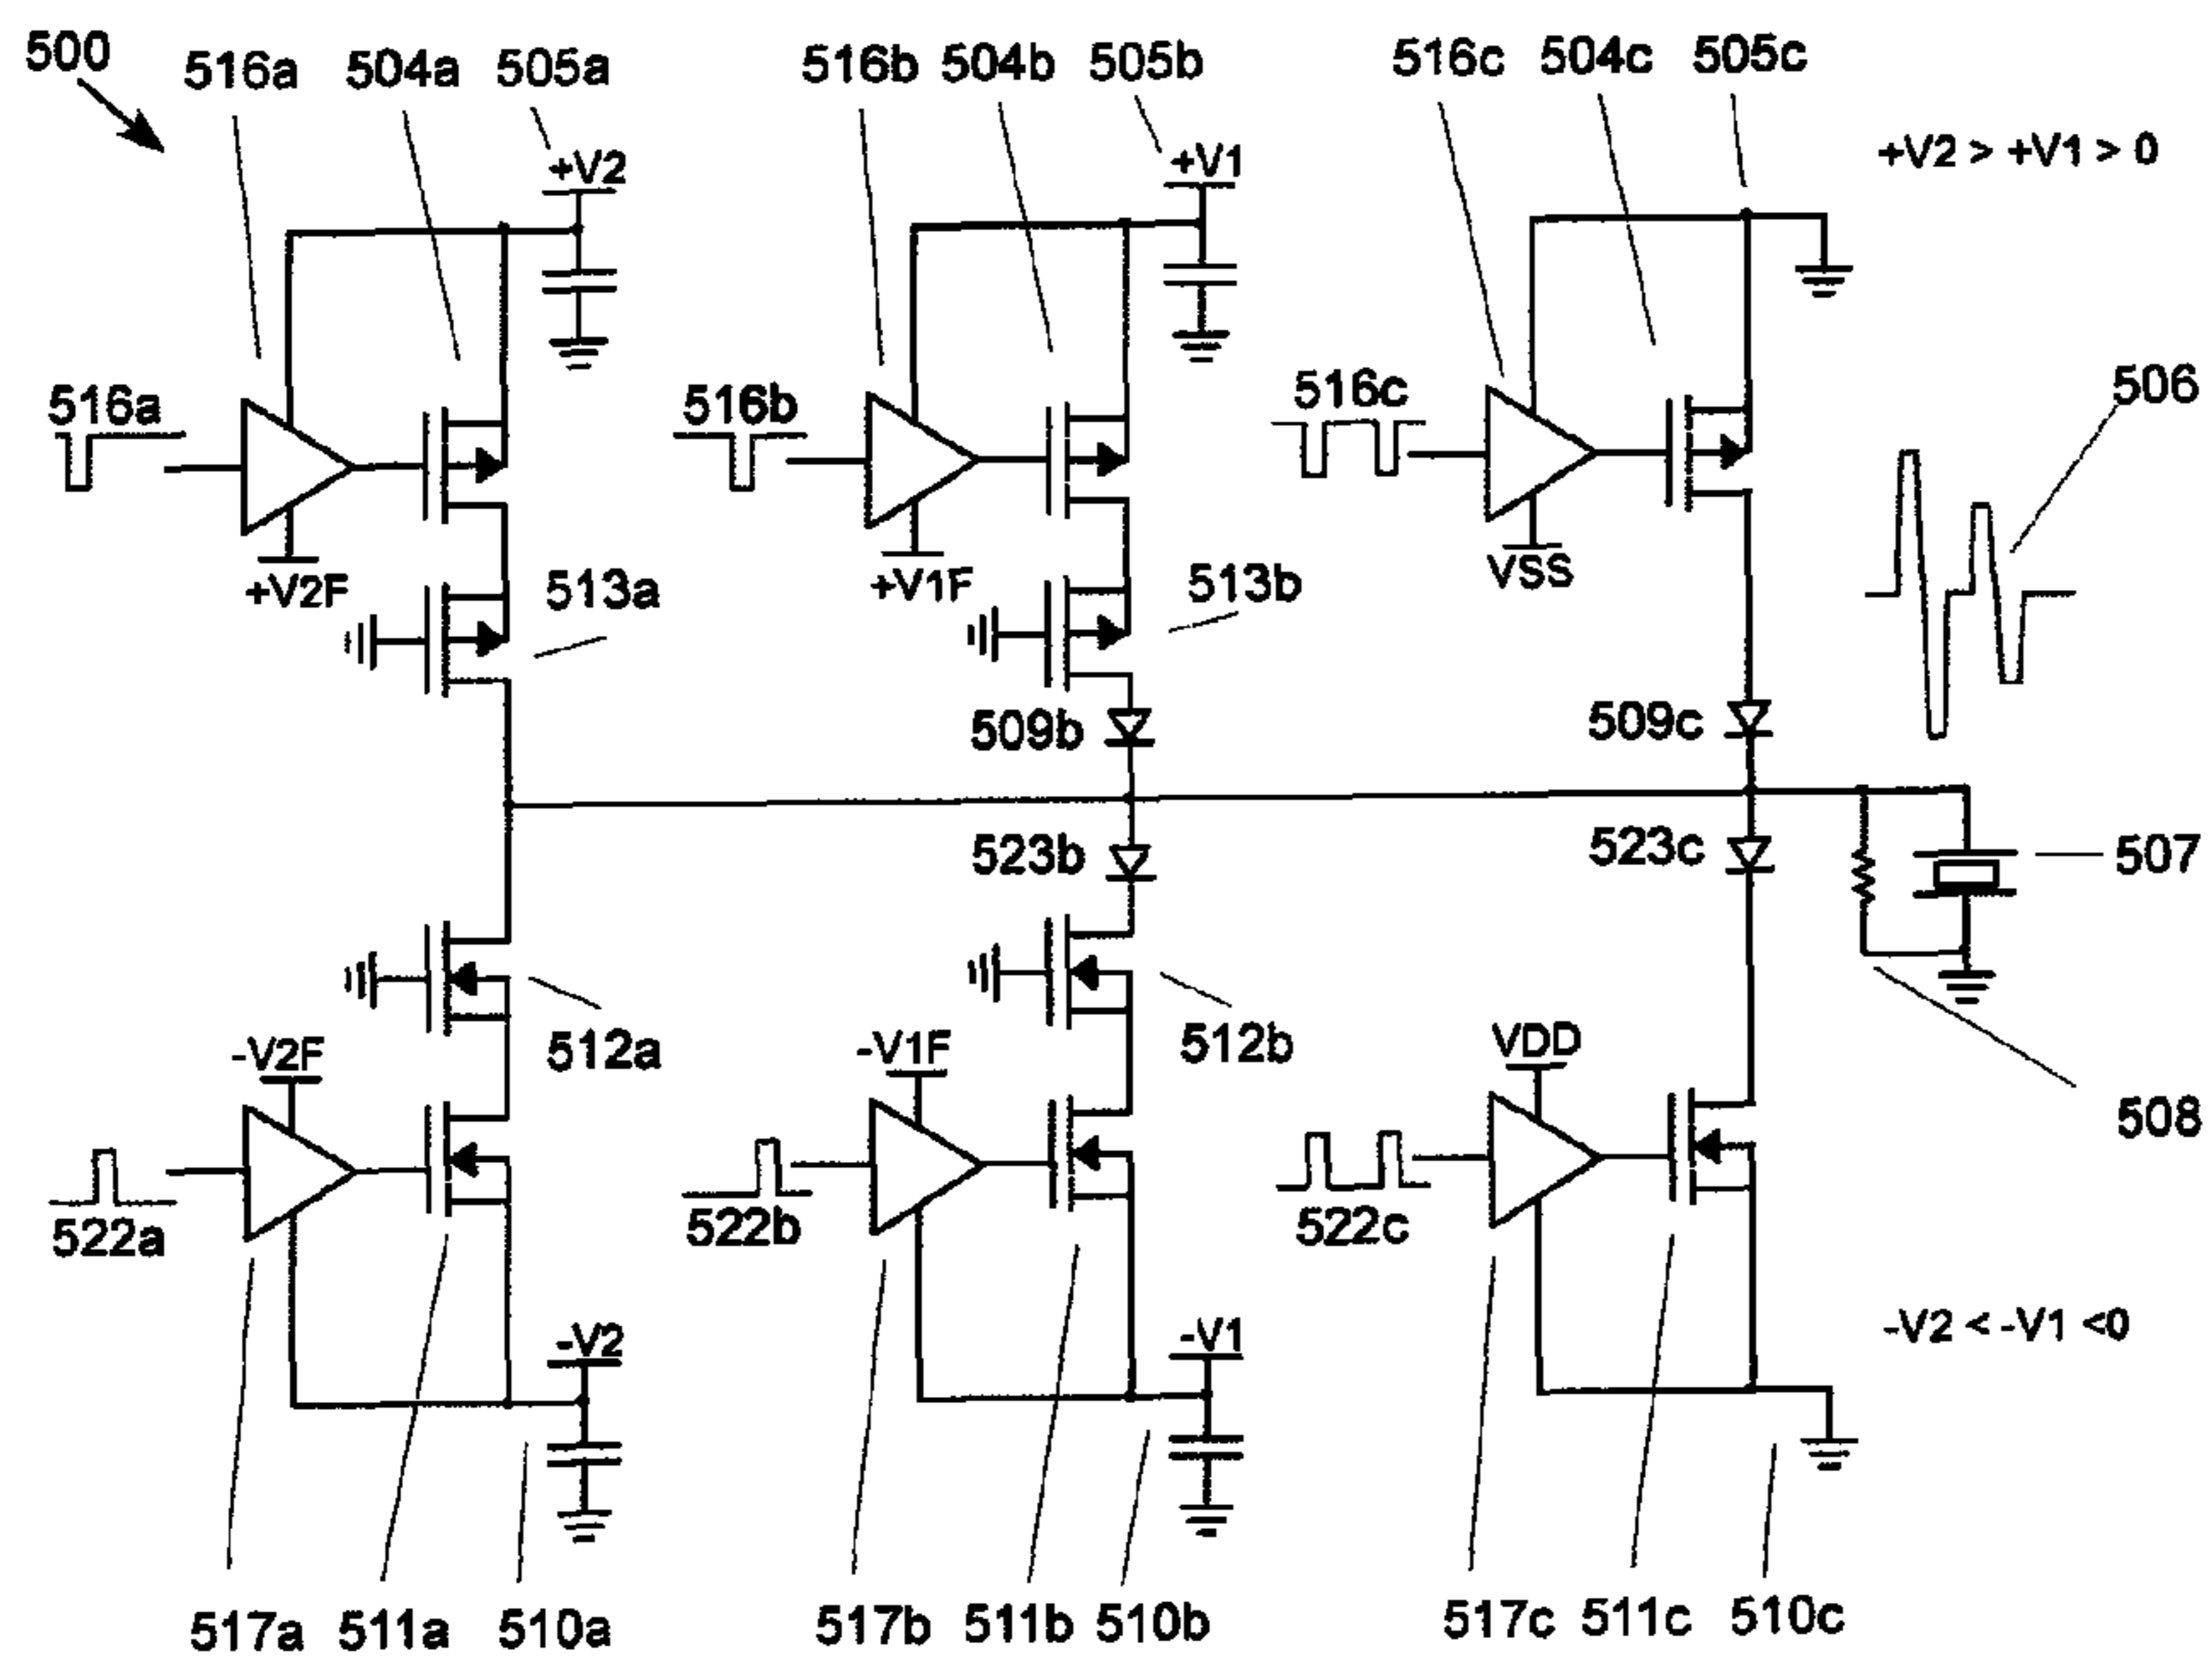 500
516a 504a 505a 516b 504b 505b 516c 504c 505c
+V2 +V1 +V2 > +V1 > 0
516a 516b 516c 506
+V2F 513a +V1F 513b VSS
509b 509c
523b 523c 507
-V2F 512a -V1F 512b VDD
508
522a 522b 522c
-V2 -V1 -V2 < -V1 <0
517a 511a 510a 517b 511b 510b 517c 511c 510c